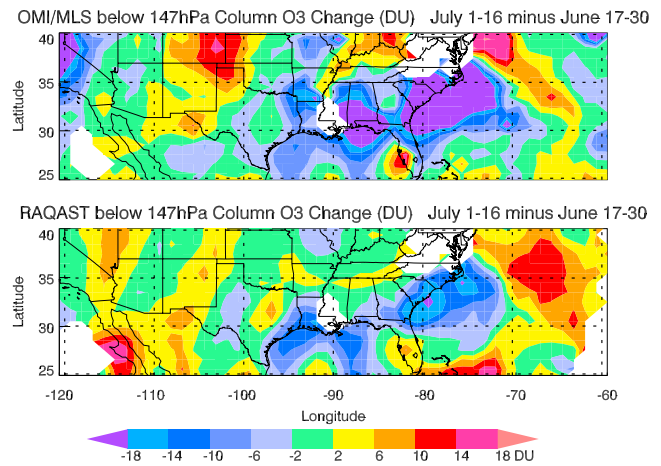 OMI/MLS below 147hPa Column O3 Change (DU) July 1-16 minus June 17-30
40
35
30
25
Latitude
RAQAST below 147hPa Column O3 Change (DU) July 1-16 minus June 17-30
40
35
30
25
Latitude
-120 -110 -100 -90 -80 -70 -60
Longitude
-18 -14 -10 -6 -2 2 6 10 14 18 DU